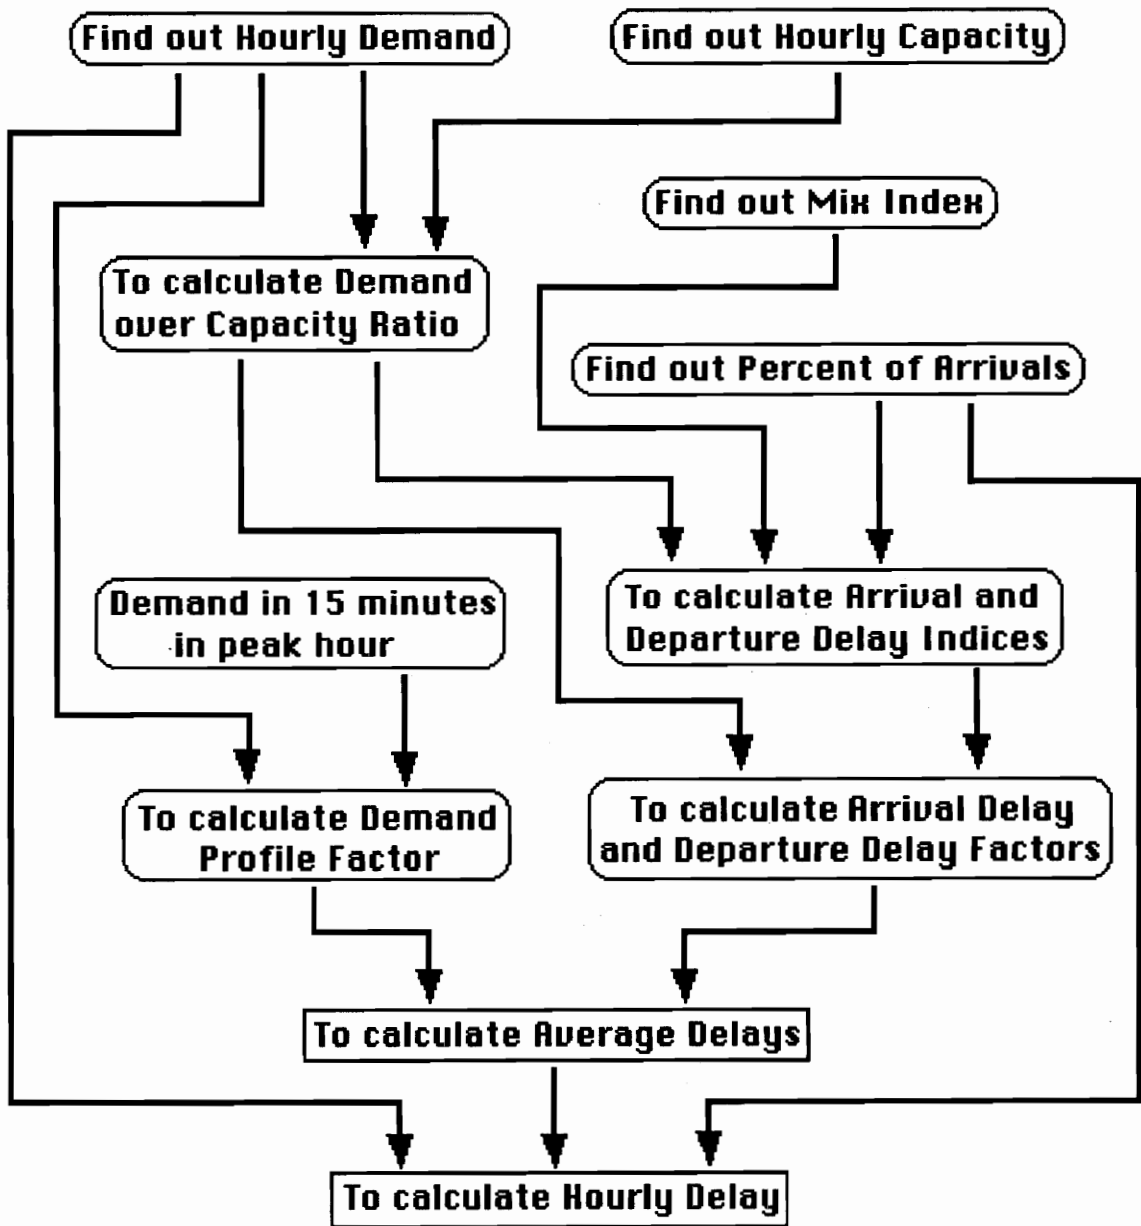 Find out Hourly Demand
Find out Hourly Capacity
Find out Mix Index
To calculate Demand
over Capacity Ratio
Find out Percent of Arrivals
Demand in 15 minutes
in peak hour
To calculate Arrival and
Departure Delay Indices
To calculate Demand
Profile Factor
To calculate Arrival Delay
and Departure Delay Factors
To calculate Average Delays
To calculate Hourly Delay